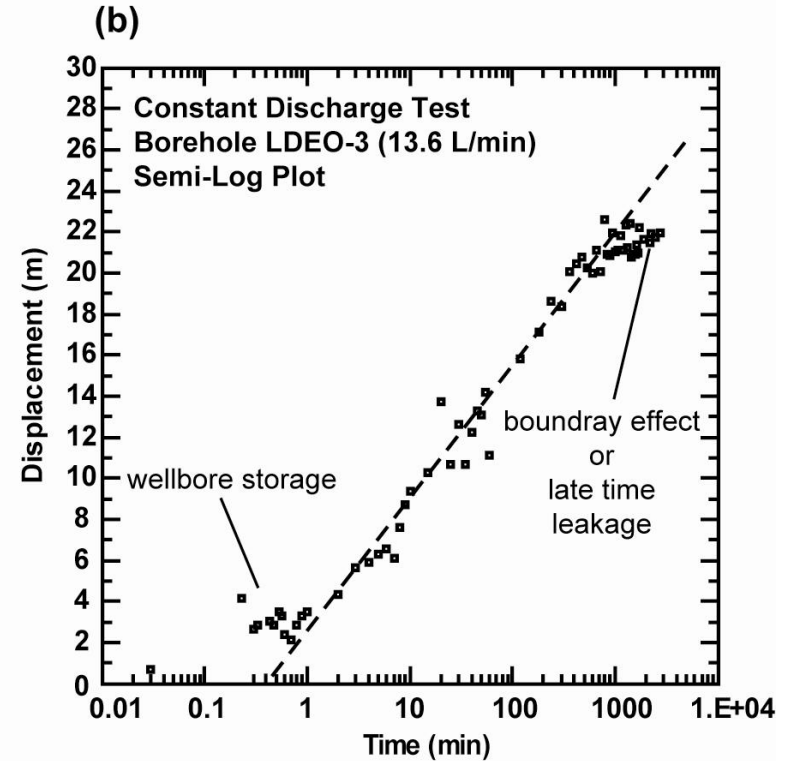 (b)
30
28
26
24
22
20
18
16
14
12
10
8
6
4
2
0
Constant Discharge Test
Borehole LDEO-3 (13.6 L/min)
Semi-Log Plot
Displacement (m)
wellbore storage
boundray effect
or
late time
leakage
0.01 0.1 1 10 100 1000 1.E+04
Time (min)